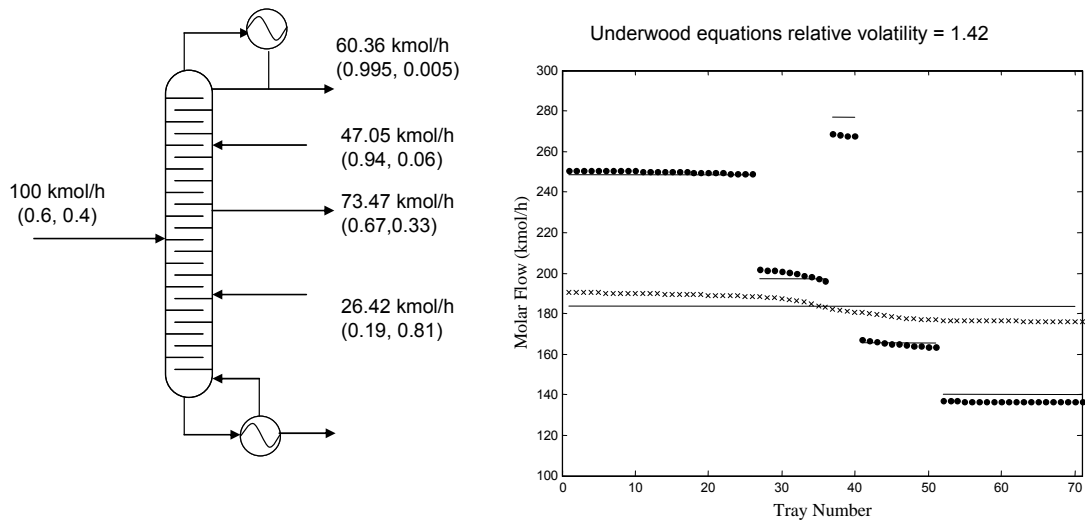 60.36 kmol/h
(0.995, 0.005)
47.05 kmol/h
(0.94, 0.06)
100 kmol/h
(0.6, 0.4)
73.47 kmol/h
(0.67,0.33)
26.42 kmol/h
(0.19, 0.81)
Underwood equations relative volatility = 1.42
Molar Flow (kmol/h)
300
280
260
240
220
200
180
160
140
120
100
0 10 20 30 40 50 60 70
Tray Number